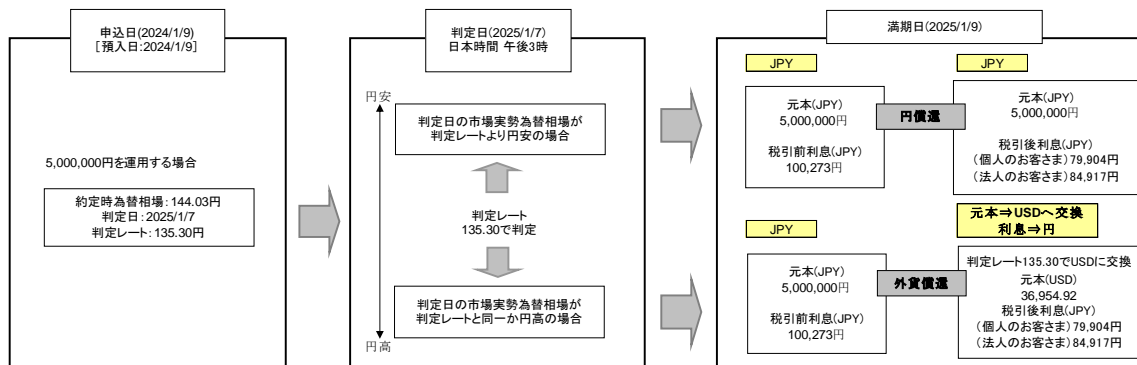 申込日(2024/1/9)
[預入日:2024/1/9]
5,000,000円を運用する場合
約定時為替相場:144.03円
判定日:2025/1/7
判定レート:135.30円
判定日(2025/1/7)
日本時間 午後3時
円安
判定日の市場実勢為替相場が
判定レートより円安の場合
判定レート
135.30で判定
判定日の市場実勢為替相場が
判定レートと同一か円高の場合
円高
満期日(2025/1/9)
JPY
元本(JPY)
5,000,000円
税引前利息(JPY)
100,273円
円償還
JPY
元本(JPY)
5,000,000円
税引後利息(JPY)
(個人のお客さま)79,904円
(法人のお客さま)84,917円
JPY
元本(JPY)
5,000,000円
税引前利息(JPY)
100,273円
外貨償還
元本⇒USDへ交換
利息⇒円
判定レート135.30でUSDに交換
元本(USD)
36,954.92
税引後利息(JPY)
(個人のお客さま)79,904円
(法人のお客さま)84,917円